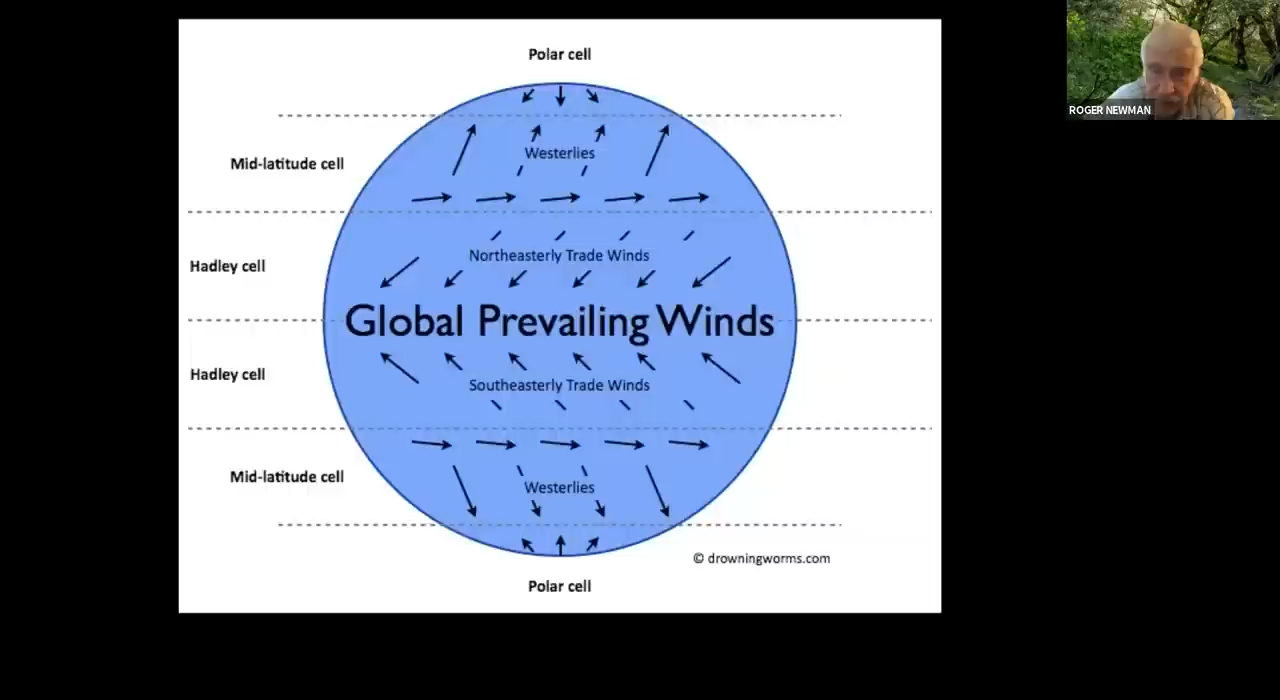 Polar cell
ROGER NEWMAN
Westerlies
Mid-latitude cell
Northeasterly Trade Winds
Hadley cell
Global Prevailing Winds
Hadley cell
Southeasterly Trade Winds
Mid-latitude cell
Westerlies
© drowningworms.com
Polar cell